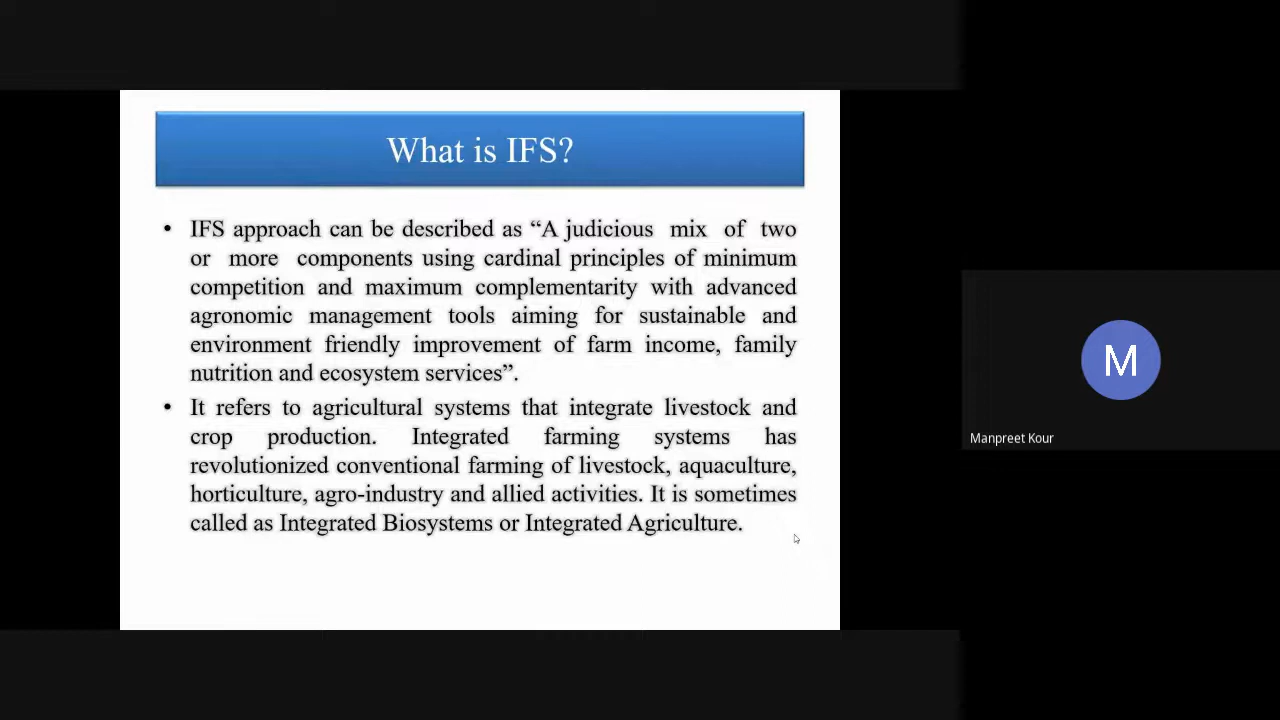 What is IFS?
• IFS approach can be described as “A judicious mix of two
or more components using cardinal principles of minimum
competition and maximum complementarity with advanced
agronomic management tools aiming for sustainable and
environment friendly improvement of farm income, family
nutrition and ecosystem services”.
• It refers to agricultural systems that integrate livestock and
crop production. Integrated farming systems has
revolutionized conventional farming of livestock, aquaculture,
horticulture, agro-industry and allied activities. It is sometimes
called as Integrated Biosystems or Integrated Agriculture.
M
Manpreet Kour